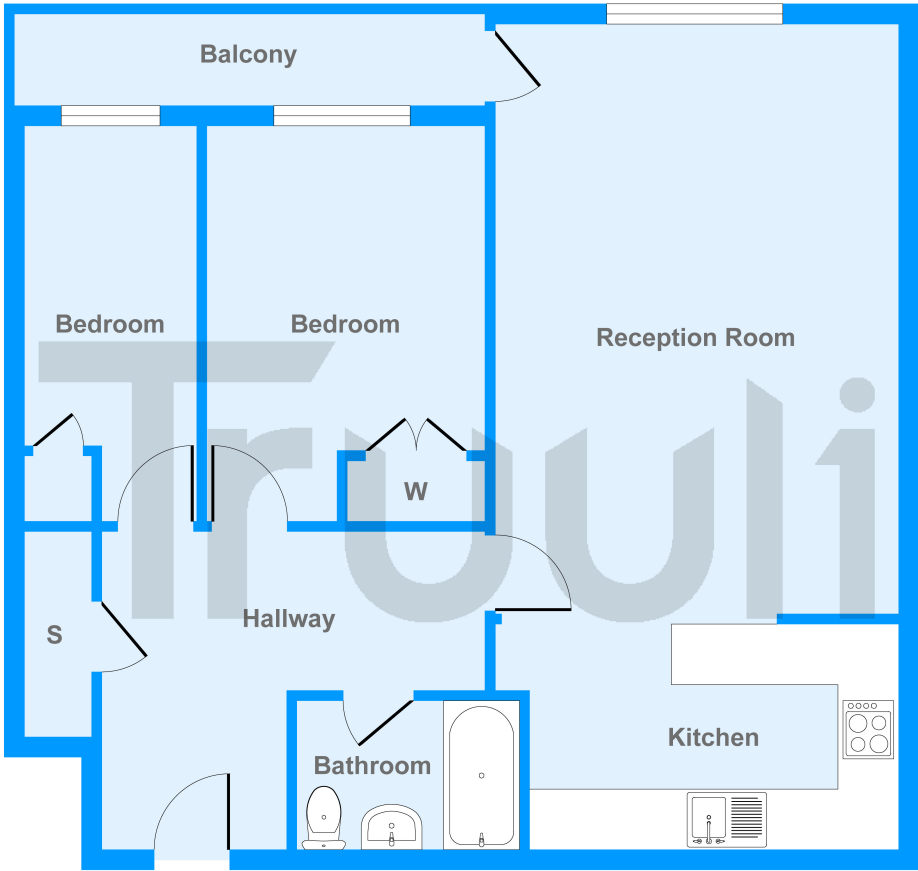 Balcony
Bedroom
Bedroom
Reception Room
Truuli
W
Hallway
S
Kitchen
Bathroom